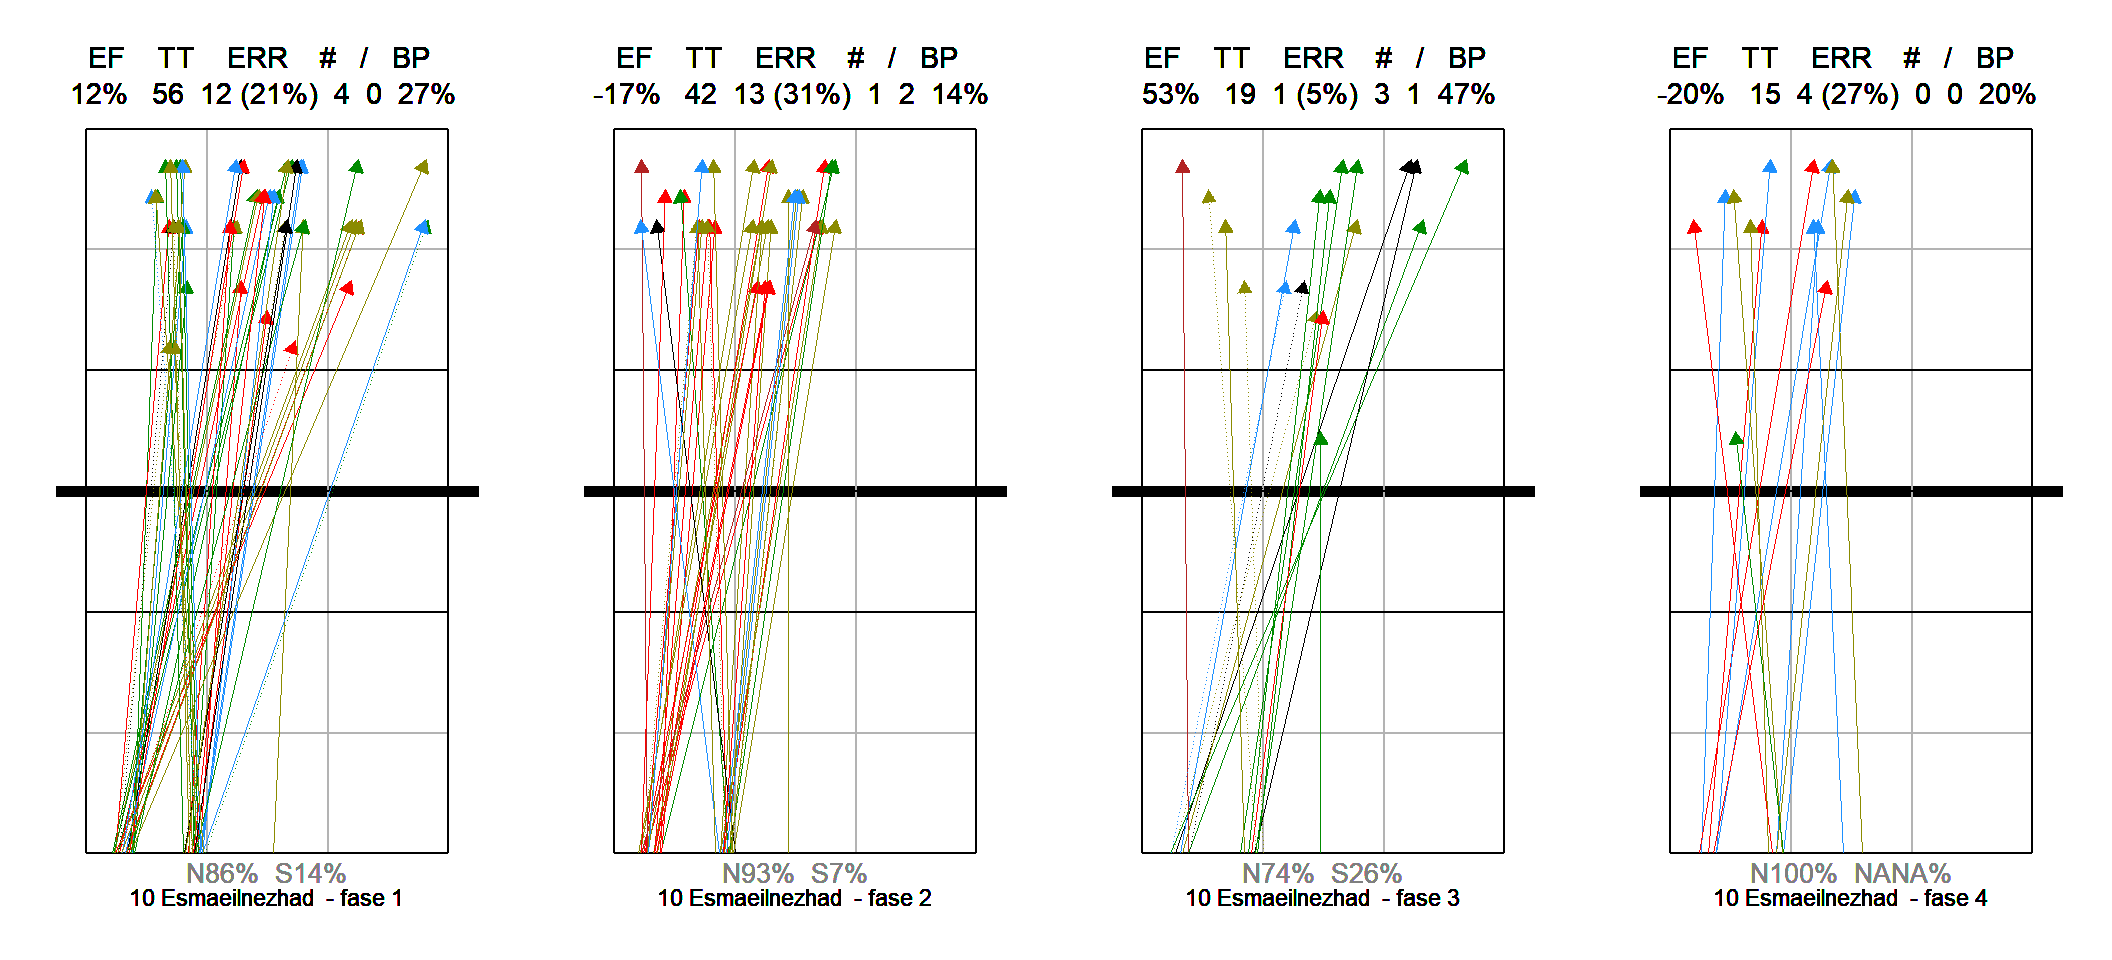 EF TT ERR # / BP
12% 56 12 (21%) 4 0 27%
N86% S14%
10 Esmaeilnezhad - fase 1
EF TT ERR # / BP
-17% 42 13 (31%) 1 2 14%
N93% S7%
10 Esmaeilnezhad - fase 2
EF TT ERR # / BP
53% 19 1 (5%) 3 1 47%
N74% S26%
10 Esmaeilnezhad - fase 3
EF TT ERR # / BP
-20% 15 4 (27%) 0 0 20%
N100% NANA%
10 Esmaeilnezhad - fase 4